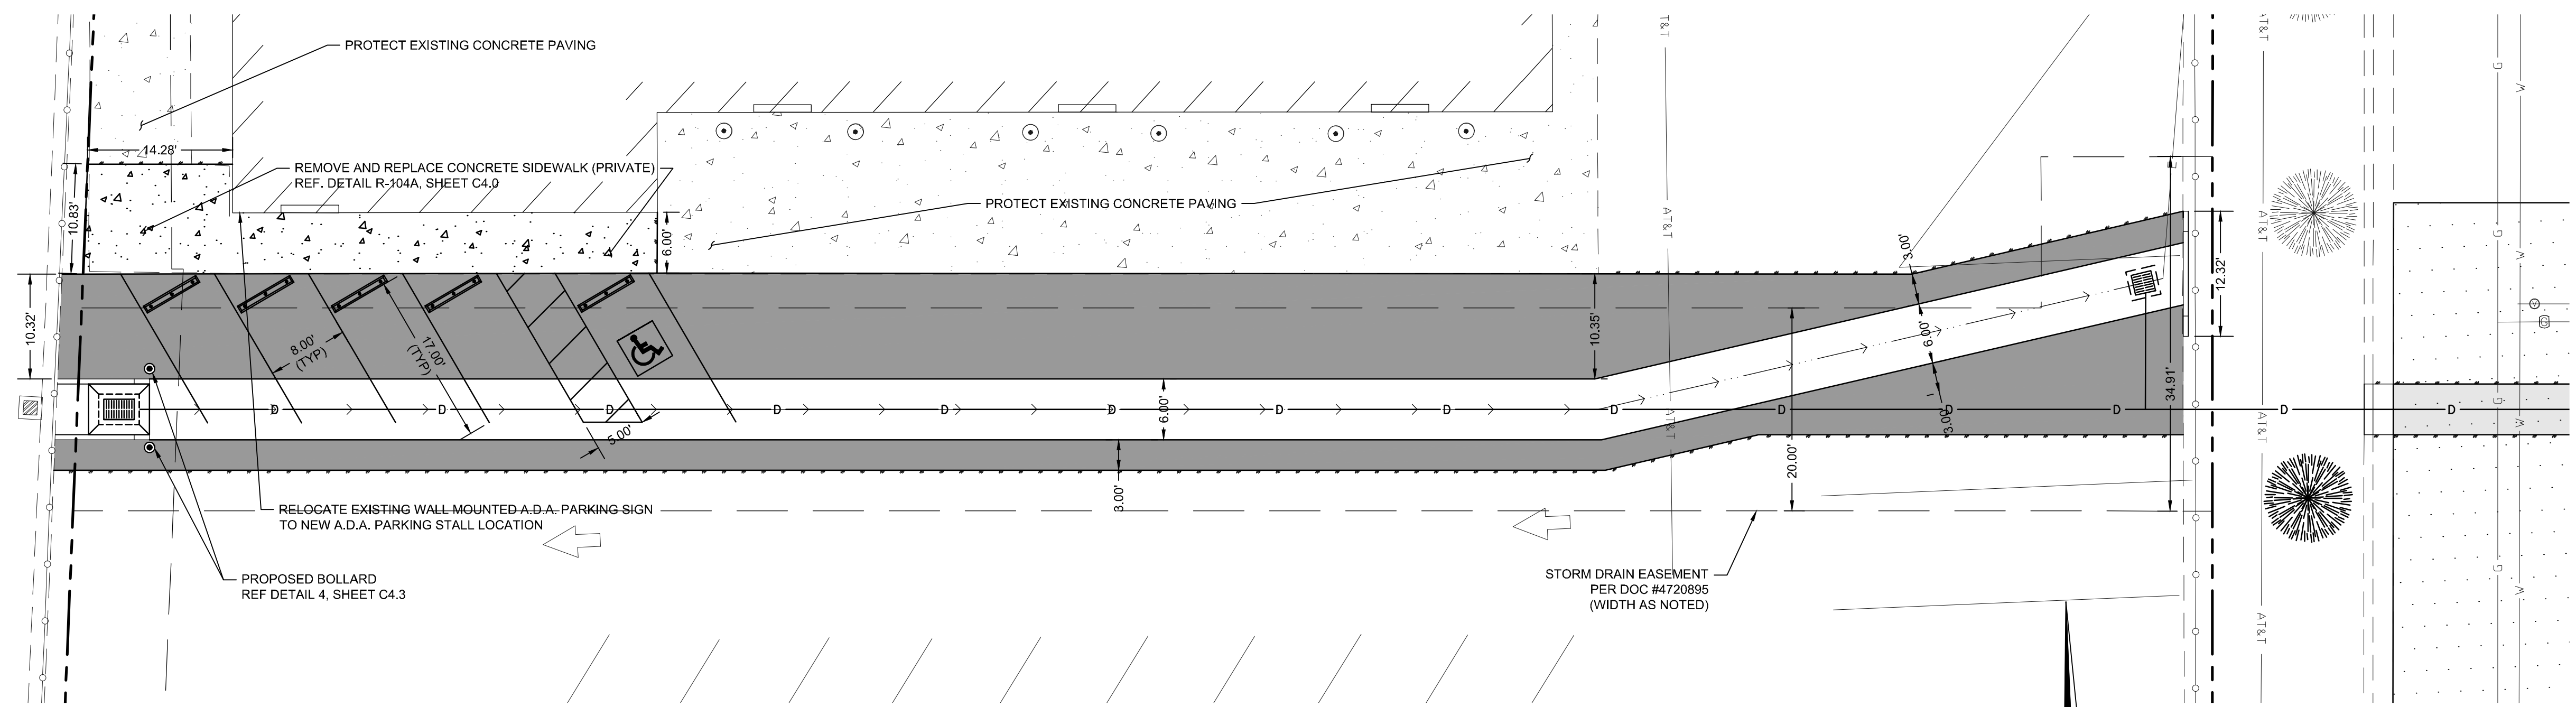 PROTECT EXISTING CONCRETE PAVING
14.28'
REMOVE AND REPLACE CONCRETE SIDEWALK (PRIVATE)
REF. DETAIL R-104A, SHEET C4.0
10.83'
6.00'
PROTECT EXISTING CONCRETE PAVING
AT&T
AT&T
AT&T
AT&T
AT&T
AT&T
AT&T
G
W
G
W
G
W
G
W
3.00'
12.32'
10.32'
8.00'
(TYP)
17.00'
(TYP)
10.35'
6.00'
34.91'
D D D D D D D D D D D D D D
5.00'
6.00'
3.00'
20.00'
3.00'
RELOCATE EXISTING WALL MOUNTED A.D.A. PARKING SIGN
TO NEW A.D.A. PARKING STALL LOCATION
PROPOSED BOLLARD
REF DETAIL 4, SHEET C4.3
STORM DRAIN EASEMENT
PER DOC #4720895
(WIDTH AS NOTED)